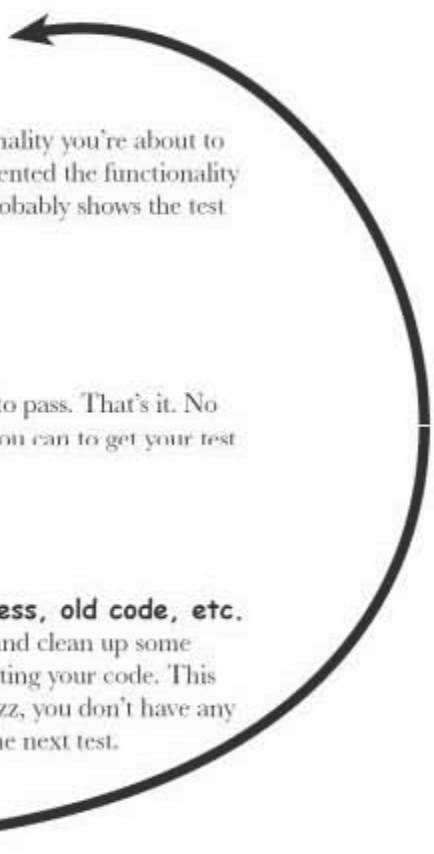 nality you're about to
ented the functionality
obably shows the test
to pass. That's it. No
ou can to get your test
ess, old code, etc.
nd clean up some
ting your code. This
zz, you don't have any
e next test.